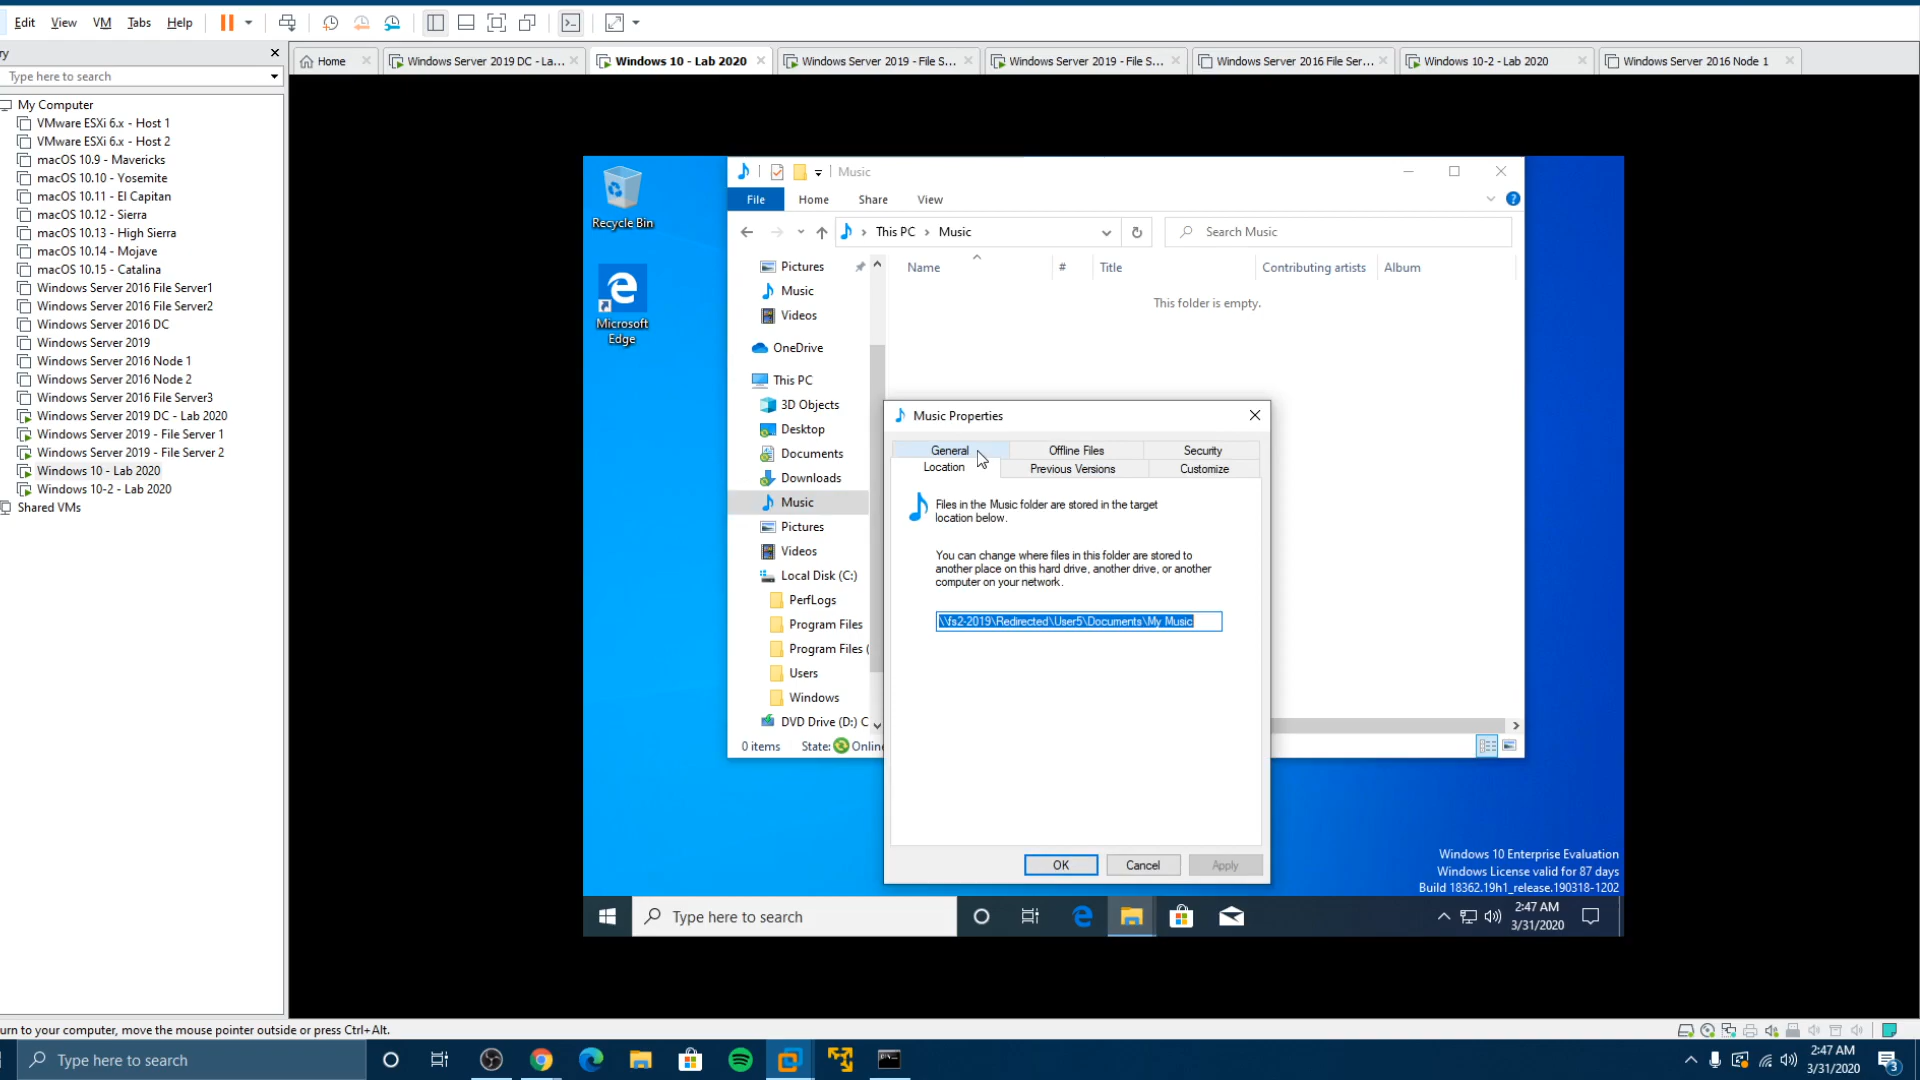 Edit View VM Tabs Help
ry
Type here to search
Home
Windows Server 2019 DC - La...
Windows 10 - Lab 2020
Windows Server 2019 - File S...
Windows Server 2019 - File S...
Windows Server 2016 File Ser...
Windows 10-2 - Lab 2020
Windows Server 2016 Node 1
My Computer
VMware ESXi 6.x - Host 1
VMware ESXi 6.x - Host 2
macOS 10.9 - Mavericks
macOS 10.10 - Yosemite
macOS 10.11 - El Capitan
macOS 10.12 - Sierra
macOS 10.13 - High Sierra
macOS 10.14 - Mojave
macOS 10.15 - Catalina
Windows Server 2016 File Server1
Windows Server 2016 File Server2
Windows Server 2016 DC
Windows Server 2019
Windows Server 2016 Node 1
Windows Server 2016 Node 2
Windows Server 2016 File Server3
Windows Server 2019 DC - Lab 2020
Windows Server 2019 - File Server 1
Windows Server 2019 - File Server 2
Windows 10 - Lab 2020
Windows 10-2 - Lab 2020
Shared VMs
Recycle Bin
Microsoft
Edge
Music
File Home Share View
This PC › Music
Search Music
Name # Title Contributing artists Album
This folder is empty.
Pictures
Music
Videos
OneDrive
This PC
3D Objects
Desktop
Documents
Downloads
Music
Pictures
Videos
Local Disk (C:)
PerfLogs
Program Files
Program Files (
Users
Windows
DVD Drive (D:) C
0 items State: Online
Music Properties
General Offline Files Security
Location Previous Versions Customize
Files in the Music folder are stored in the target
location below.
You can change where files in this folder are stored to
another place on this hard drive, another drive, or another
computer on your network.
\\fs2-2019\Redirected\User5\Documents\My Music
OK Cancel Apply
Windows 10 Enterprise Evaluation
Windows License valid for 87 days
Build 18362.19h1_release.190318-1202
Type here to search
2:47 AM
3/31/2020
urn to your computer, move the mouse pointer outside or press Ctrl+Alt.
Type here to search
2:47 AM
3/31/2020
3